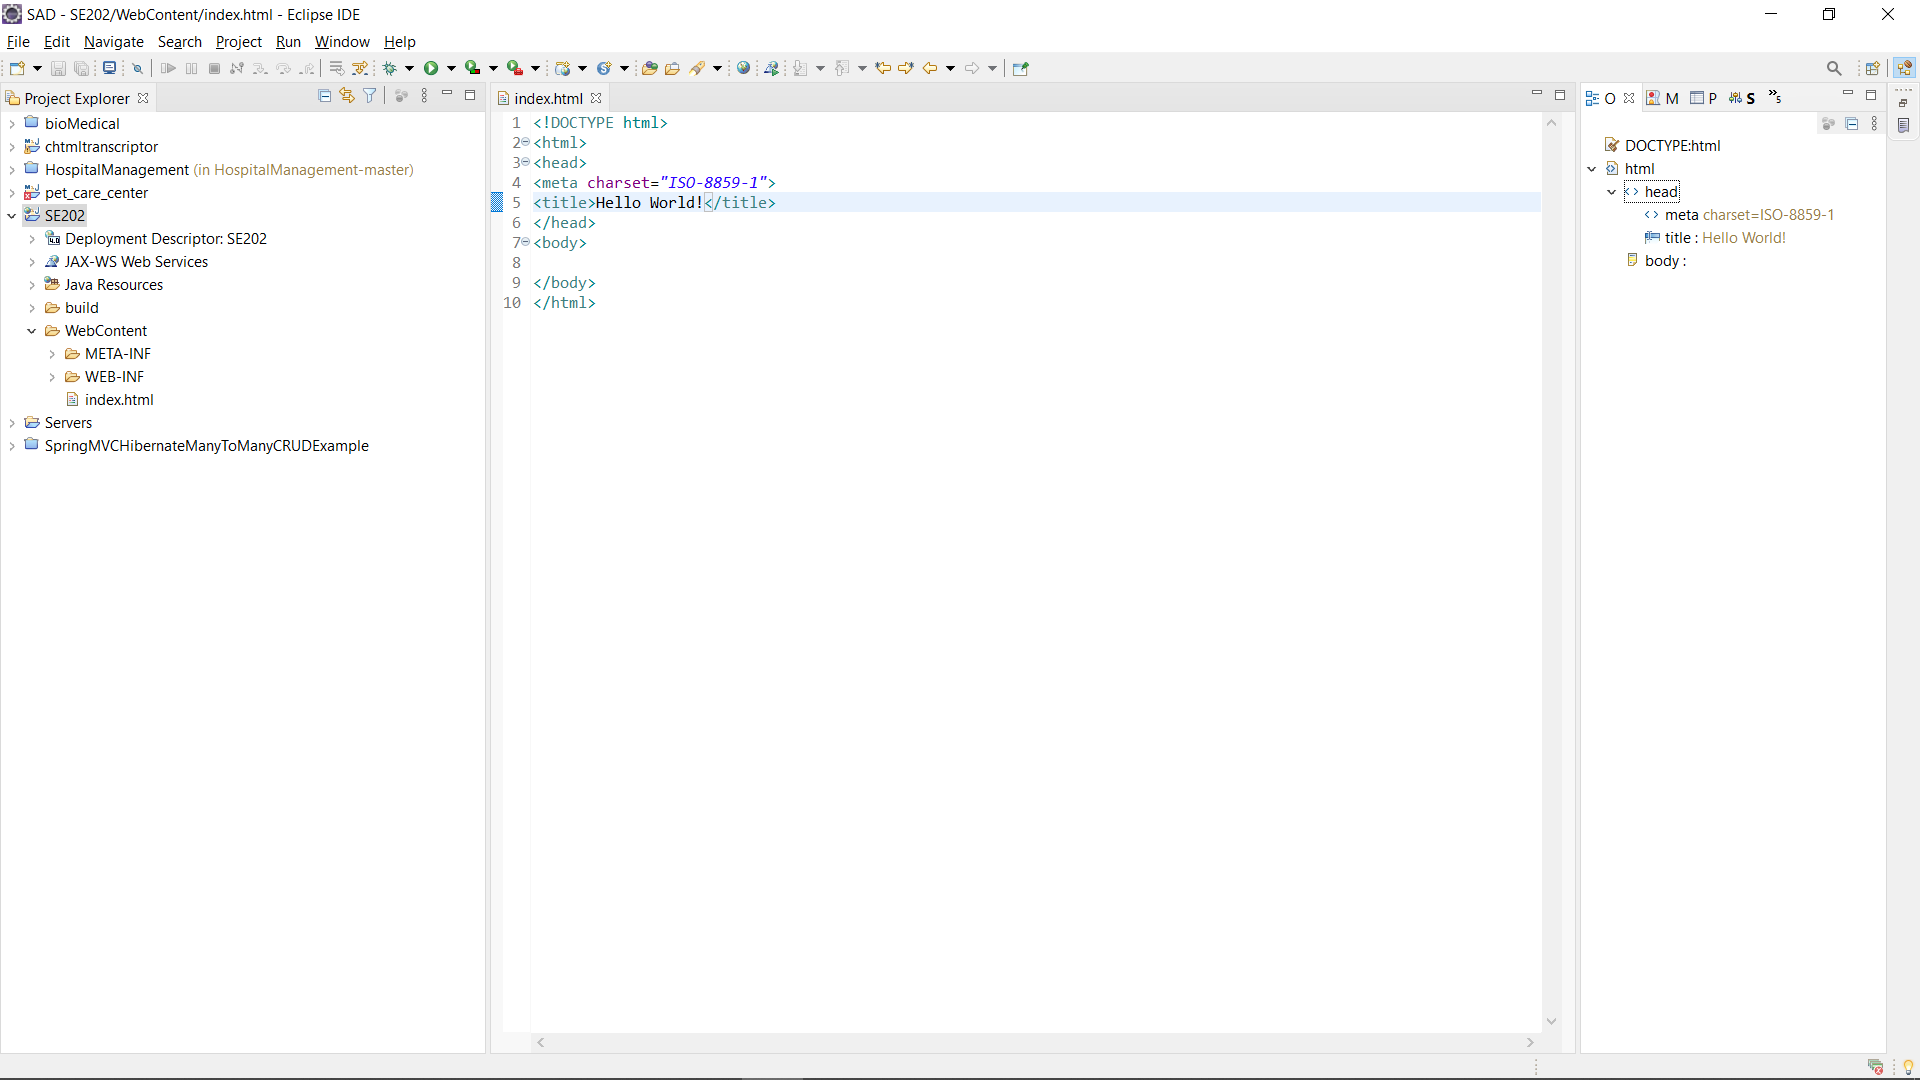 SAD - SE202/WebContent/index.html - Eclipse IDE
File Edit Navigate Search Project Run Window Help
Project Explorer
bioMedical
chtmltranscriptor
HospitalManagement (in HospitalManagement-master)
pet_care_center
SE202
Deployment Descriptor: SE202
JAX-WS Web Services
Java Resources
build
WebContent
META-INF
WEB-INF
index.html
Servers
SpringMVCHibernateManyToManyCRUDExample
index.html
1 <!DOCTYPE html>
2 <html>
3 <head>
4 <meta charset="ISO-8859-1">
5 <title>Hello World!</title>
6 </head>
7 <body>
8
9 </body>
10 </html>
O M P S »5
DOCTYPE:html
html
head
meta charset=ISO-8859-1
title : Hello World!
body :